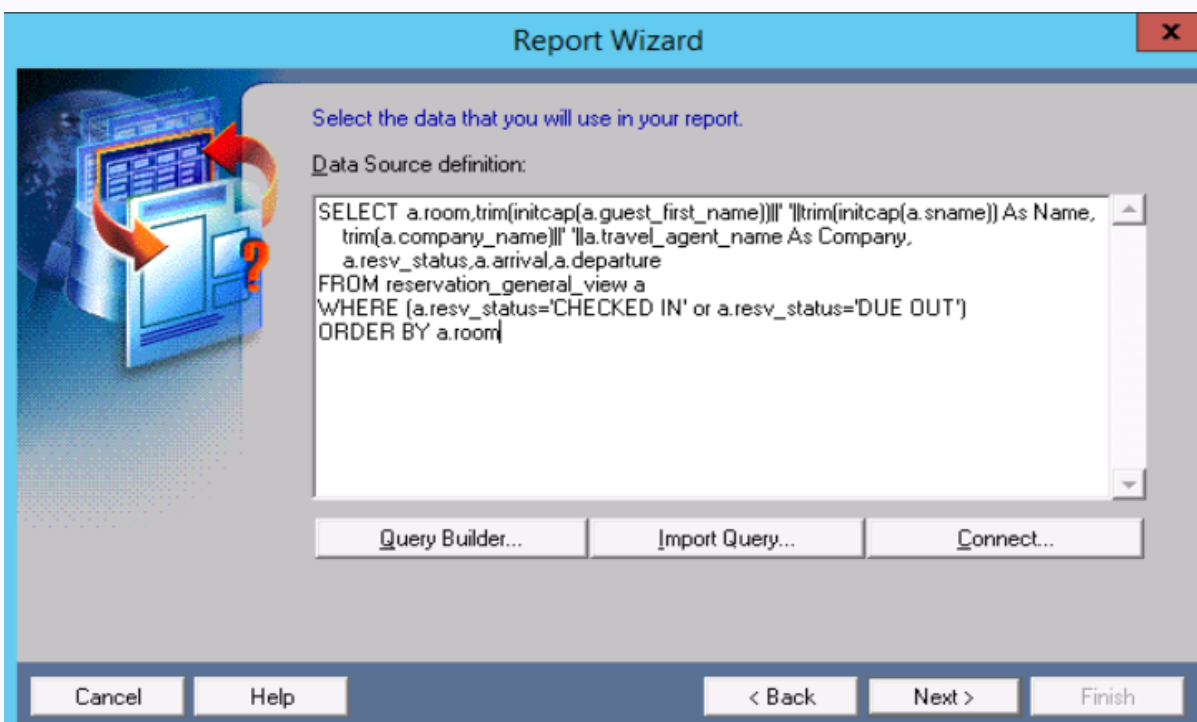 Report Wizard
x
Select the data that you will use in your report.
Data Source definition:
SELECT a.room,trim(initcap(a.guest_first_name))||' '||trim(initcap(a.sname)) As Name,
trim(a.company_name)||' '||a.travel_agent_name As Company,
a.resv_status,a.arrival,a.departure
FROM reservation_general_view a
WHERE (a.resv_status='CHECKED IN' or a.resv_status='DUE OUT')
ORDER BY a.room
?
Query Builder... Import Query... Connect...
Cancel Help < Back Next > Finish